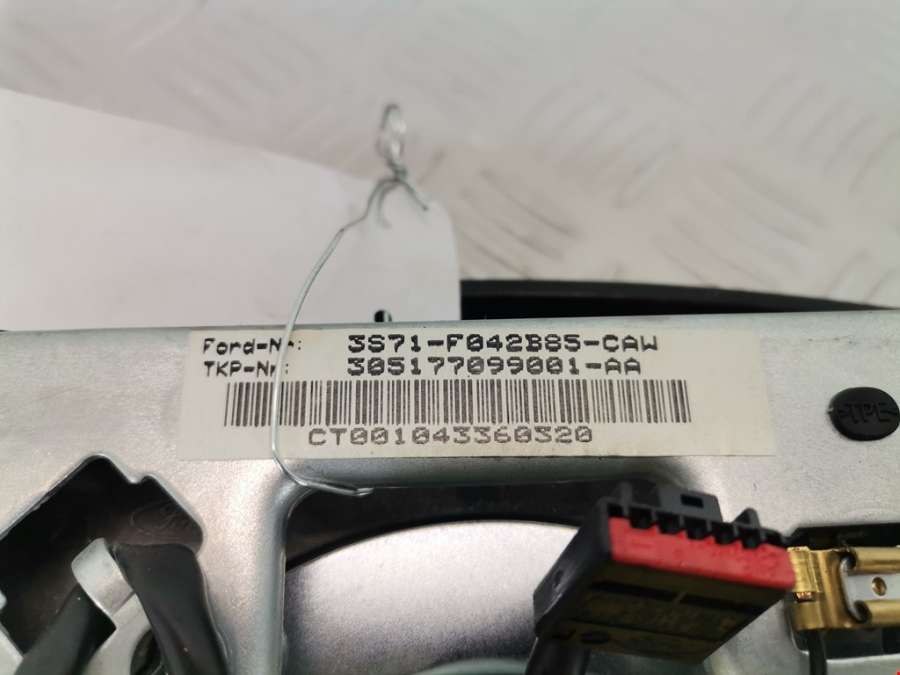 Ford-Nr: 3S71-F042B85-CAW
TKP-Nr: 305177099001-AA
CT001043360320